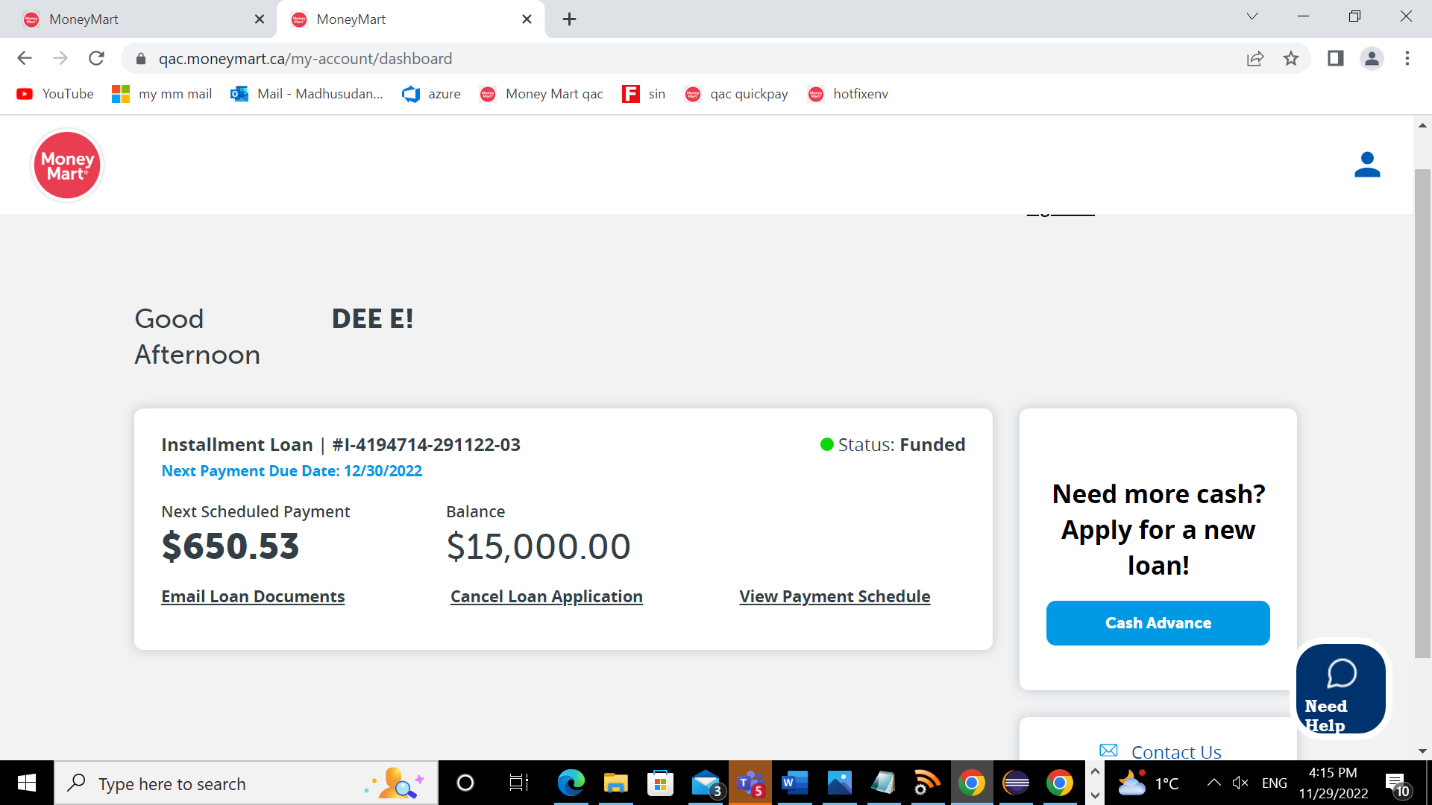 MoneyMart
MoneyMart
qac.moneymart.ca/my-account/dashboard
YouTube
my mm mail
Mail - Madhusudan...
azure
Money Mart qac
sin
qac quickpay
hotfixenv
Money
Mart
Good
Afternoon
DEE E!
Installment Loan | #I-4194714-291122-03
Status: Funded
Next Payment Due Date: 12/30/2022
Next Scheduled Payment
Balance
$650.53
$15,000.00
Email Loan Documents
Cancel Loan Application
View Payment Schedule
Need more cash?
Apply for a new
loan!
Cash Advance
Need
Help
Contact Us
Type here to search
3
5
1°C
ENG
4:15 PM
11/29/2022
10